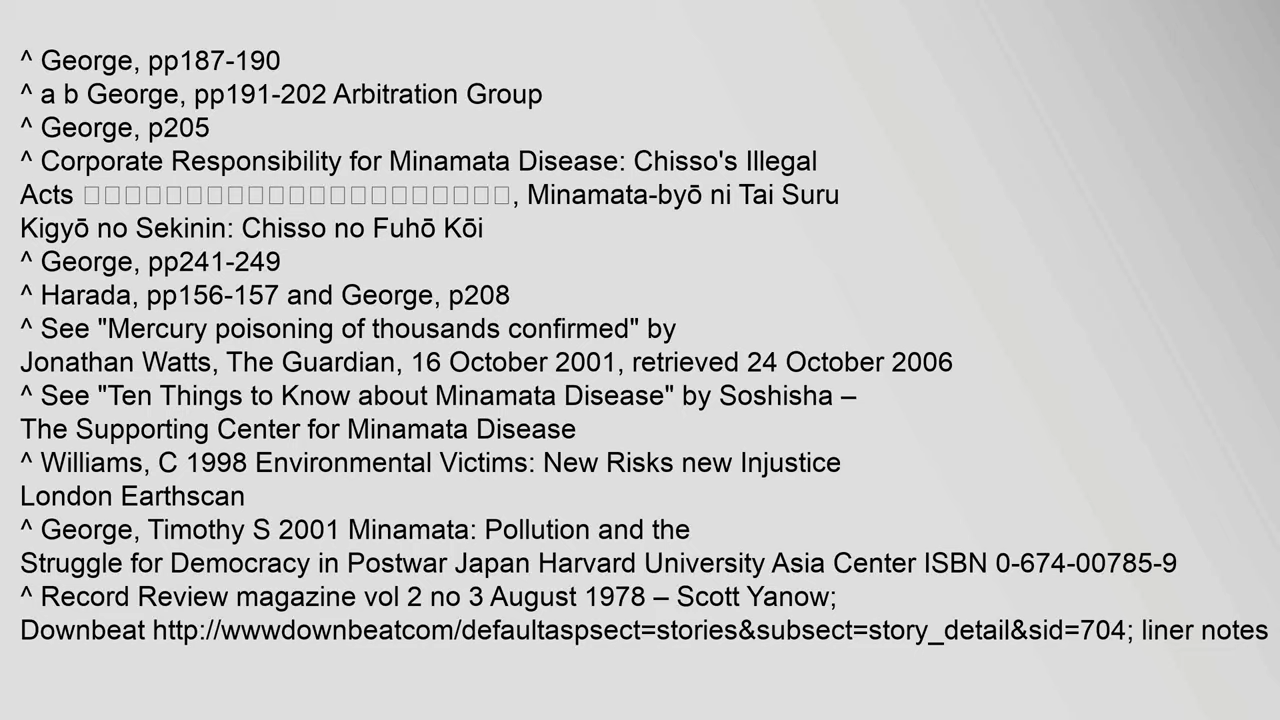 ^ George, pp187-190
^ a b George, pp191-202 Arbitration Group
^ George, p205
^ Corporate Responsibility for Minamata Disease: Chisso's Illegal
Acts □□□□□□□□□□□□□□□□□□□□□, Minamata-byō ni Tai Suru
Kigyō no Sekinin: Chisso no Fuhō Kōi
^ George, pp241-249
^ Harada, pp156-157 and George, p208
^ See "Mercury poisoning of thousands confirmed" by
Jonathan Watts, The Guardian, 16 October 2001, retrieved 24 October 2006
^ See "Ten Things to Know about Minamata Disease" by Soshisha –
The Supporting Center for Minamata Disease
^ Williams, C 1998 Environmental Victims: New Risks new Injustice
London Earthscan
^ George, Timothy S 2001 Minamata: Pollution and the
Struggle for Democracy in Postwar Japan Harvard University Asia Center ISBN 0-674-00785-9
^ Record Review magazine vol 2 no 3 August 1978 – Scott Yanow;
Downbeat http://wwwdownbeatcom/defaultaspsect=stories&subsect=story_detail&sid=704; liner notes